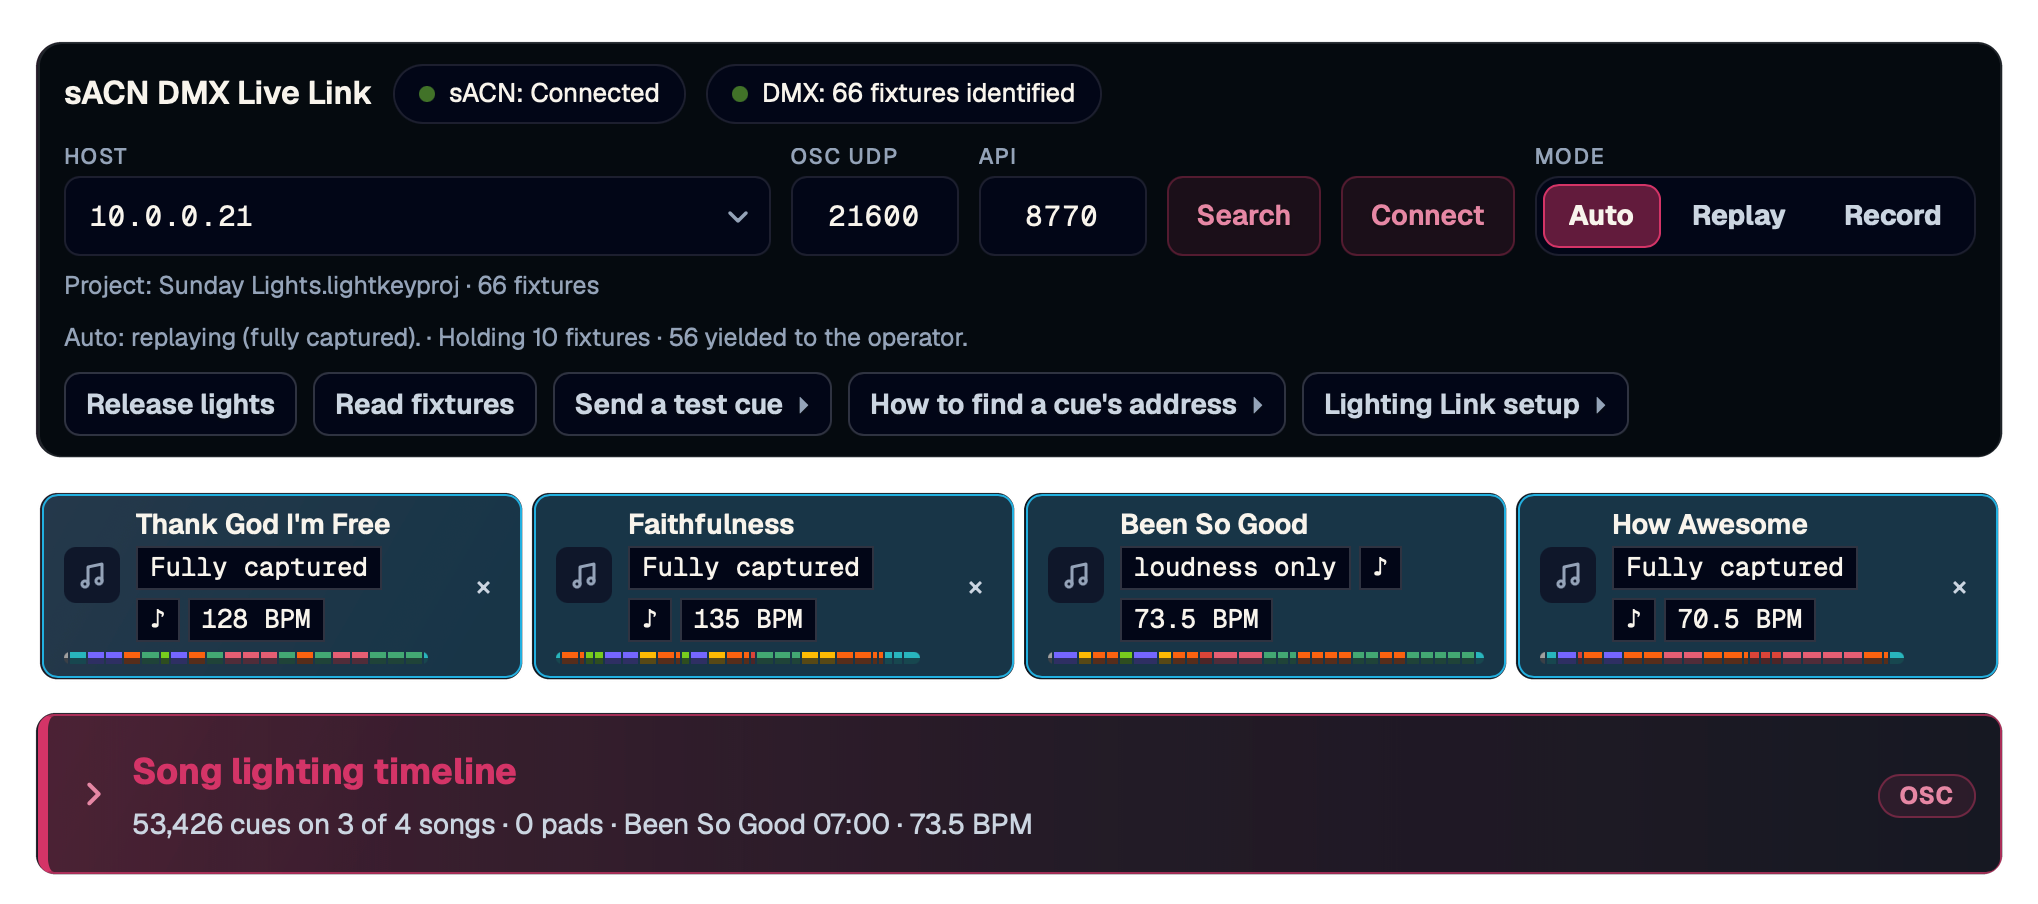 sACN DMX Live Link
sACN: Connected
DMX: 66 fixtures identified
HOST
OSC UDP
API
MODE
10.0.0.21
21600
8770
Search
Connect
Auto
Replay
Record
Project: Sunday Lights.lightkeyproj · 66 fixtures
Auto: replaying (fully captured). · Holding 10 fixtures · 56 yielded to the operator.
Release lights
Read fixtures
Send a test cue
How to find a cue's address
Lighting Link setup
Thank God I'm Free
Fully captured
♪ 128 BPM
×
Faithfulness
Fully captured
♪ 135 BPM
×
Been So Good
loudness only ♪
73.5 BPM
How Awesome
Fully captured
♪ 70.5 BPM
×
Song lighting timeline
53,426 cues on 3 of 4 songs · 0 pads · Been So Good 07:00 · 73.5 BPM
OSC